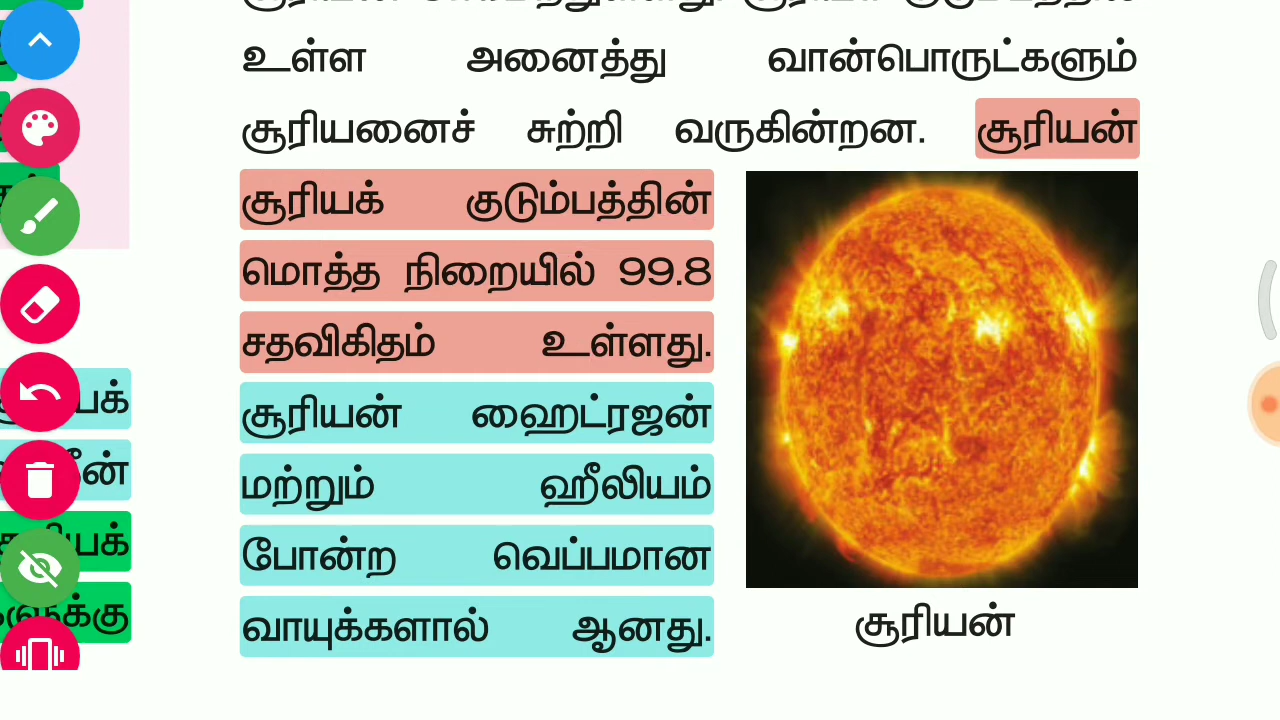 உள்ள அனைத்து வான்பொருட்களும்
சூரியனைச் சுற்றி வருகின்றன. சூரியன்
சூரியக் குடும்பத்தின்
மொத்த நிறையில் 99.8
சதவிகிதம் உள்ளது.
சூரியன் ஹைட்ரஜன்
மற்றும் ஹீலியம்
போன்ற வெப்பமான
வாயுக்களால் ஆனது.
சூரியன்